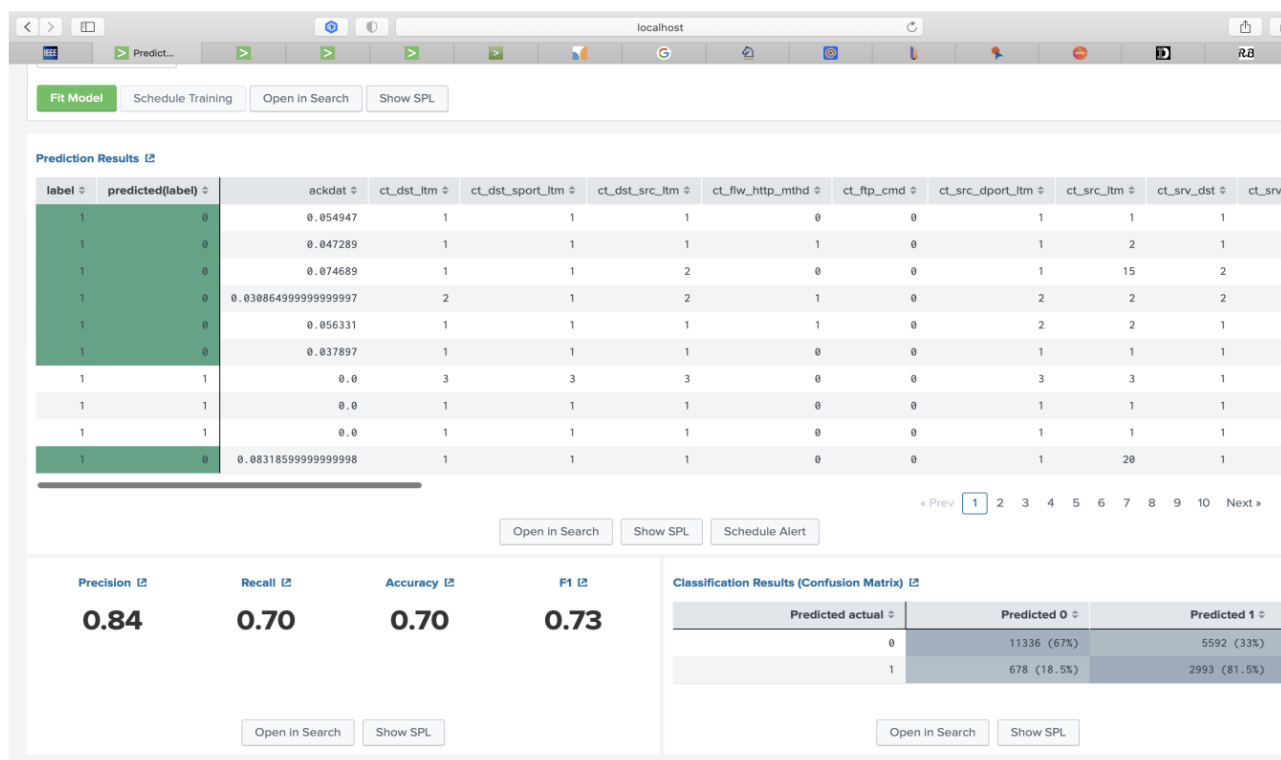 localhost
Predict...
Fit Model Schedule Training Open in Search Show SPL
Prediction Results
label predicted(label) ackdat ct_dst_ltm ct_dst_sport_ltm ct_dst_src_ltm ct_flw_http_mthd ct_ftp_cmd ct_src_dport_ltm ct_src_ltm ct_srv_dst ct_srv
1 0 0.054947 1 1 1 0 0 1 1 1
1 0 0.047289 1 1 1 1 0 1 2 1
1 0 0.074689 1 1 2 0 0 1 15 2
1 0 0.030864999999999997 2 1 2 1 0 2 2 2
1 0 0.056331 1 1 1 1 0 2 2 1
1 0 0.037897 1 1 1 0 0 1 1 1
1 1 0.0 3 3 3 0 0 3 3 1
1 1 0.0 1 1 1 0 0 1 1 1
1 1 0.0 1 1 1 0 0 1 1 1
1 0 0.08318599999999998 1 1 1 0 0 1 20 1
« Prev 1 2 3 4 5 6 7 8 9 10 Next »
Open in Search Show SPL Schedule Alert
Precision Recall Accuracy F1
0.84 0.70 0.70 0.73
Open in Search Show SPL
Classification Results (Confusion Matrix)
Predicted actual Predicted 0 Predicted 1
0 11336 (67%) 5592 (33%)
1 678 (18.5%) 2993 (81.5%)
Open in Search Show SPL